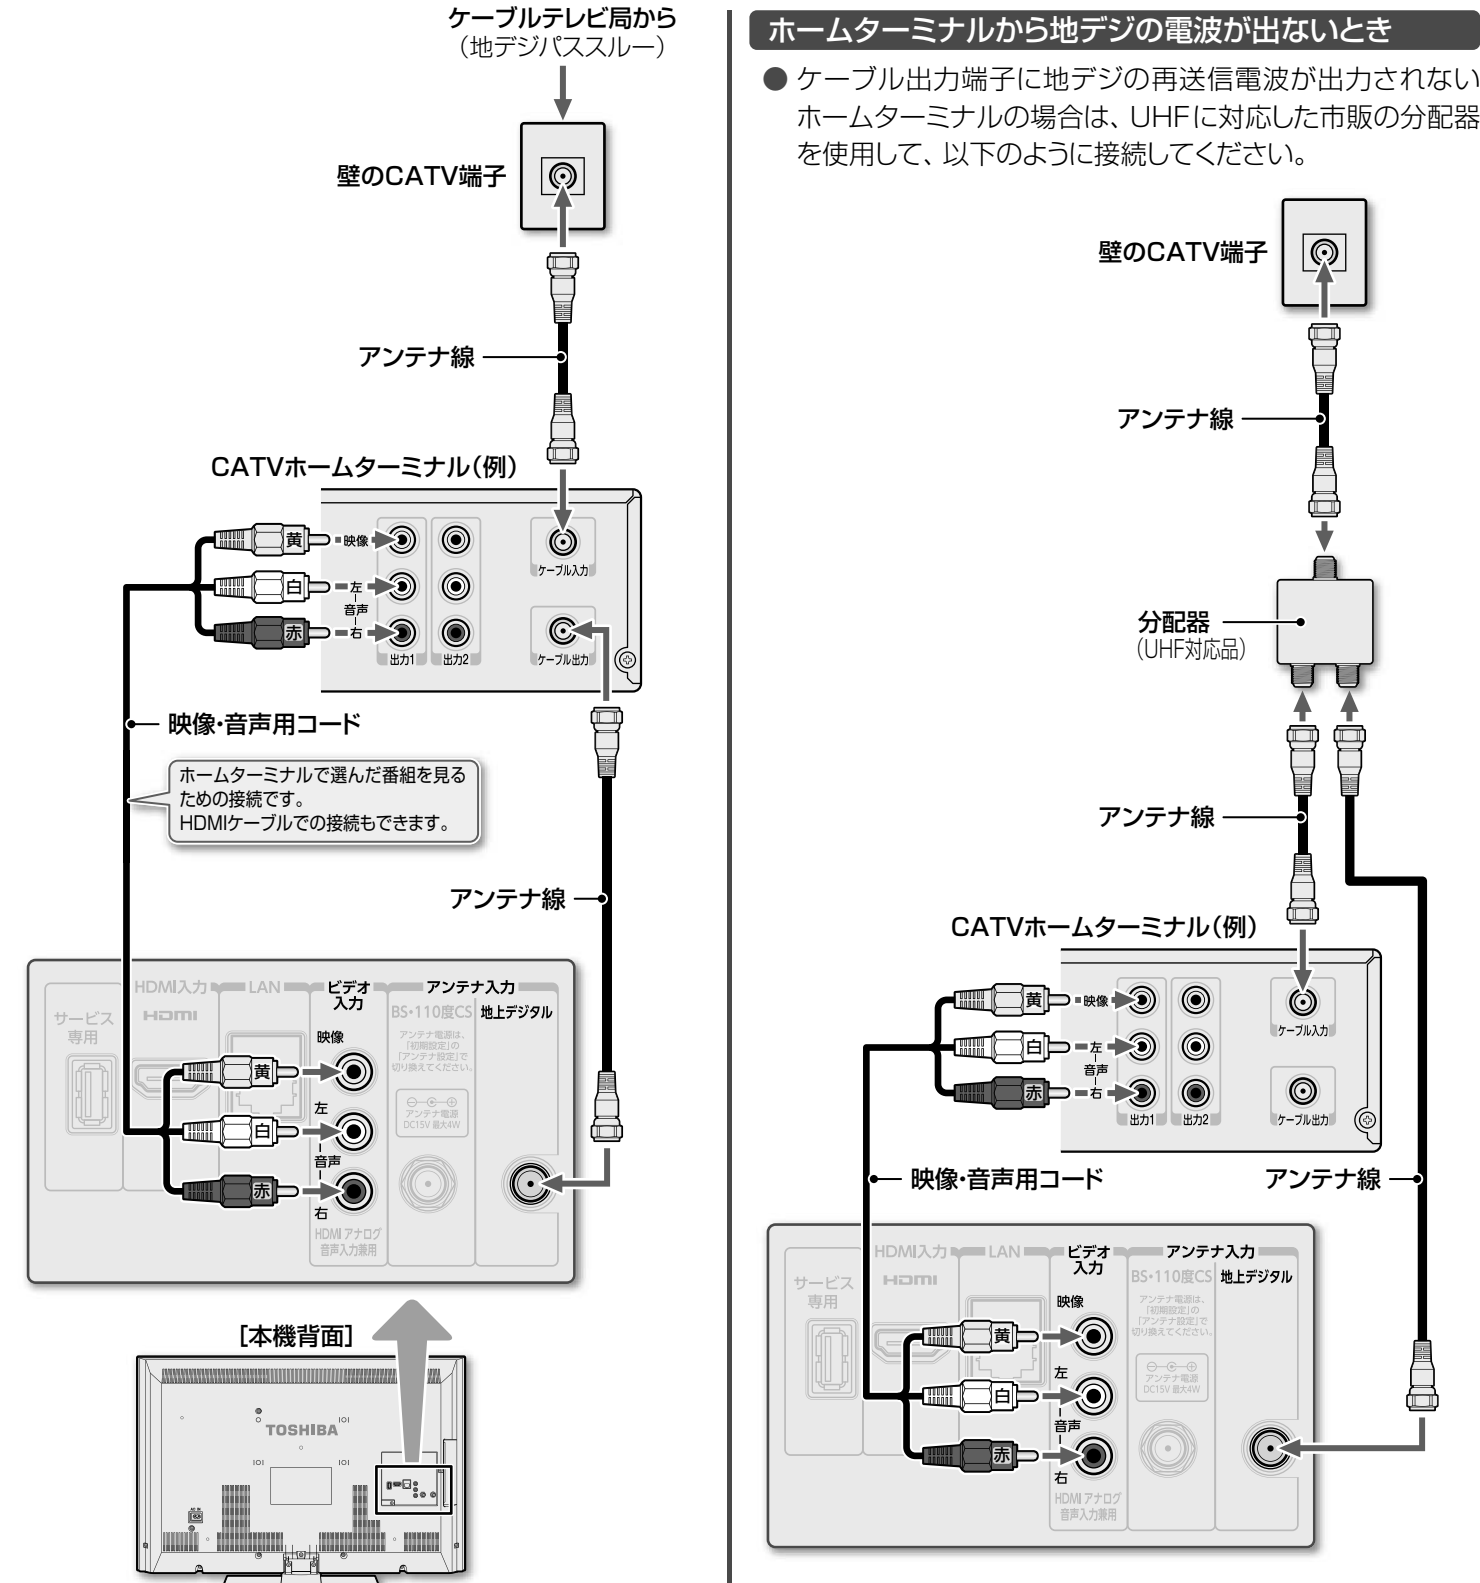 ケーブルテレビ局から
（地デジパススルー）
壁のCATV端子
アンテナ線
CATVホームターミナル（例）
黄
映像
白
左
音声
赤
右
出力1
出力2
ケーブル入力
ケーブル出力
映像・音声用コード
ホームターミナルで選んだ番組を見る
ための接続です。
HDMIケーブルでの接続もできます。
アンテナ線
サービス
専用
HDMI入力
HDMI
LAN
ビデオ
入力
アンテナ入力
BS・110度CS
地上デジタル
アンテナ電源は、
「初期設定」の
「アンテナ設定」で
切り換えてください。
アンテナ電源
DC15V 最大4W
映像
黄
左
白
音声
赤
右
HDMI アナログ
音声入力兼用
［本機背面］
TOSHIBA
AC IN
ホームターミナルから地デジの電波が出ないとき
● ケーブル出力端子に地デジの再送信電波が出力されない
ホームターミナルの場合は、UHFに対応した市販の分配器
を使用して、以下のように接続してください。
壁のCATV端子
アンテナ線
分配器
（UHF対応品）
アンテナ線
CATVホームターミナル（例）
黄
映像
白
左
音声
赤
右
出力1
出力2
ケーブル入力
ケーブル出力
映像・音声用コード
アンテナ線
サービス
専用
HDMI入力
HDMI
LAN
ビデオ
入力
アンテナ入力
BS・110度CS
地上デジタル
アンテナ電源は、
「初期設定」の
「アンテナ設定」で
切り換えてください。
アンテナ電源
DC15V 最大4W
映像
黄
左
白
音声
赤
右
HDMI アナログ
音声入力兼用